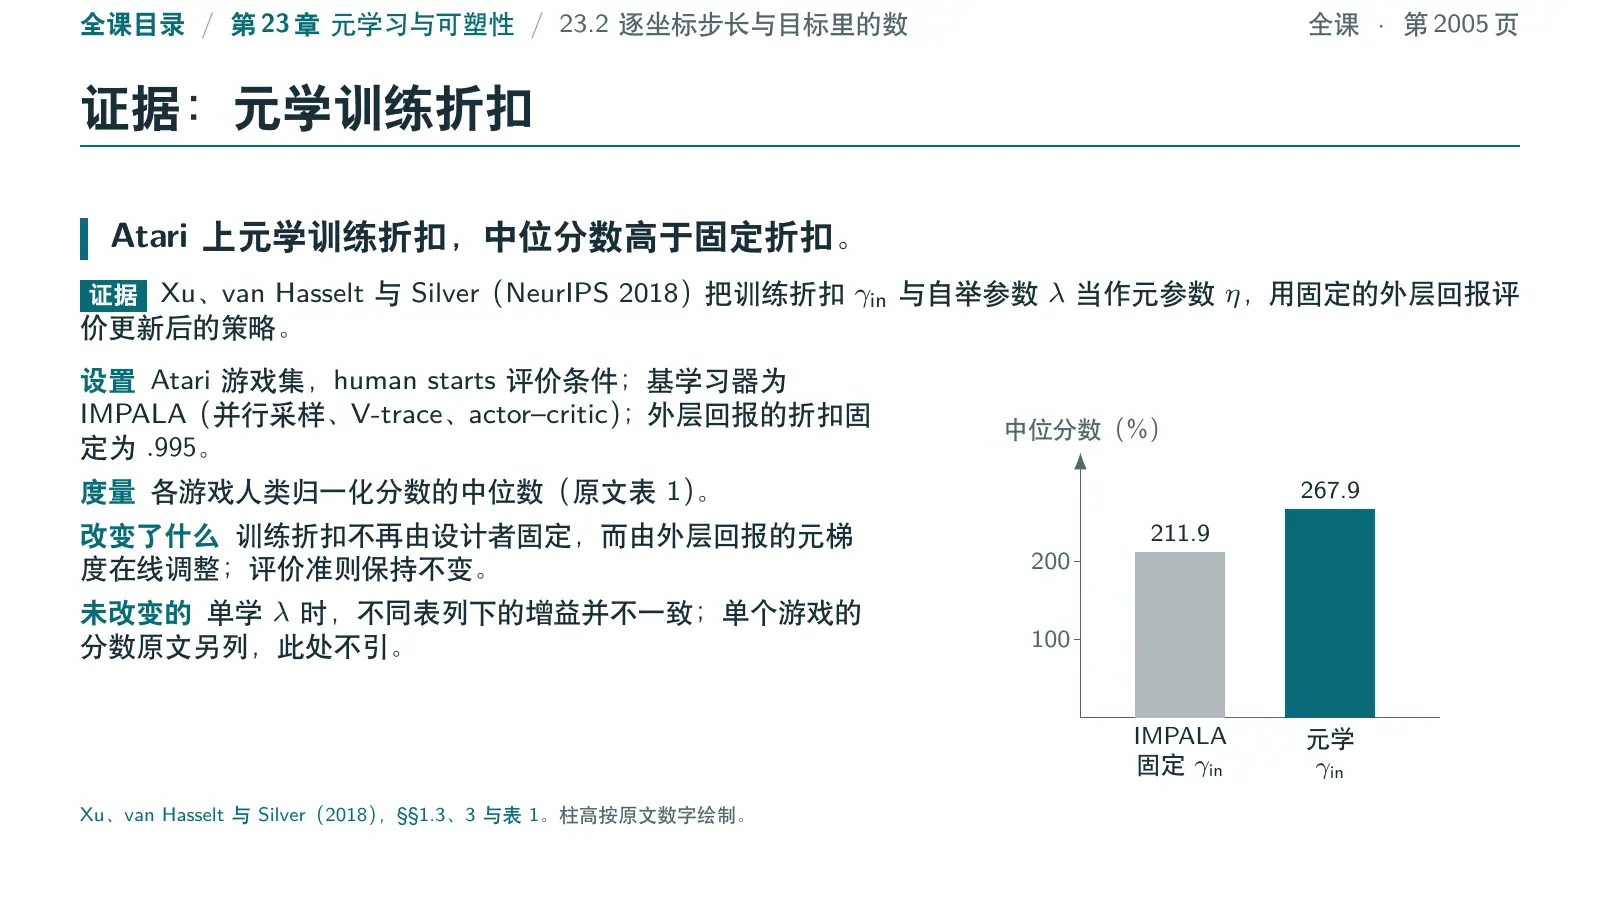 全课目录 / 第 23 章 元学习与可塑性 / 23.2 逐坐标步长与目标里的数
全课 · 第 2005 页
证据：元学训练折扣
Atari 上元学训练折扣，中位分数高于固定折扣。
证据 Xu、van Hasselt 与 Silver（NeurIPS 2018）把训练折扣 γin 与自举参数 λ 当作元参数 η，用固定的外层回报评
价更新后的策略。
设置 Atari 游戏集，human starts 评价条件；基学习器为
IMPALA（并行采样、V-trace、actor–critic）；外层回报的折扣固
定为 .995。
度量 各游戏人类归一化分数的中位数（原文表 1）。
改变了什么 训练折扣不再由设计者固定，而由外层回报的元梯
度在线调整；评价准则保持不变。
未改变的 单学 λ 时，不同表列下的增益并不一致；单个游戏的
分数原文另列，此处不引。
中位分数（%）
267.9
211.9
200
100
IMPALA
固定 γin
元学
γin
Xu、van Hasselt 与 Silver（2018），§§1.3、3 与表 1。柱高按原文数字绘制。